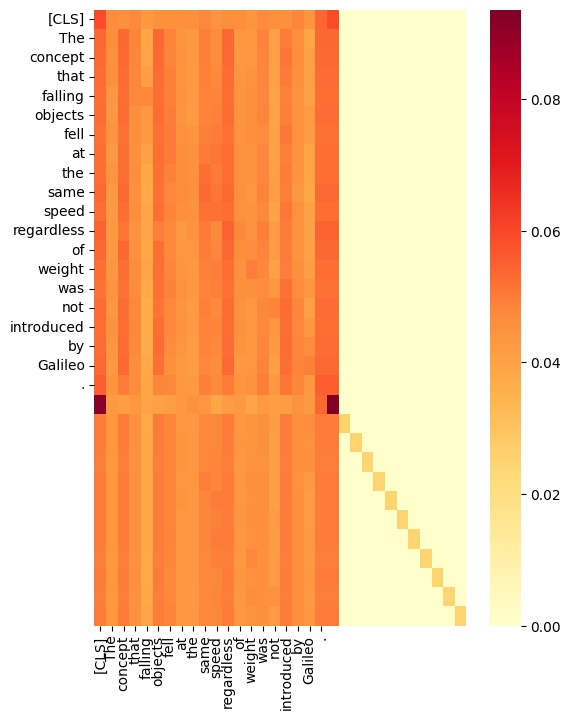 [CLS]
The
concept
that
falling
objects
fell
at
the
same
speed
regardless
of
weight
was
not
introduced
by
Galileo
.
0.08
0.06
0.04
0.02
0.00
[CLS]
The
concept
that
falling
objects
fell
at
the
same
speed
regardless
of
weight
was
not
introduced
by
Galileo
.